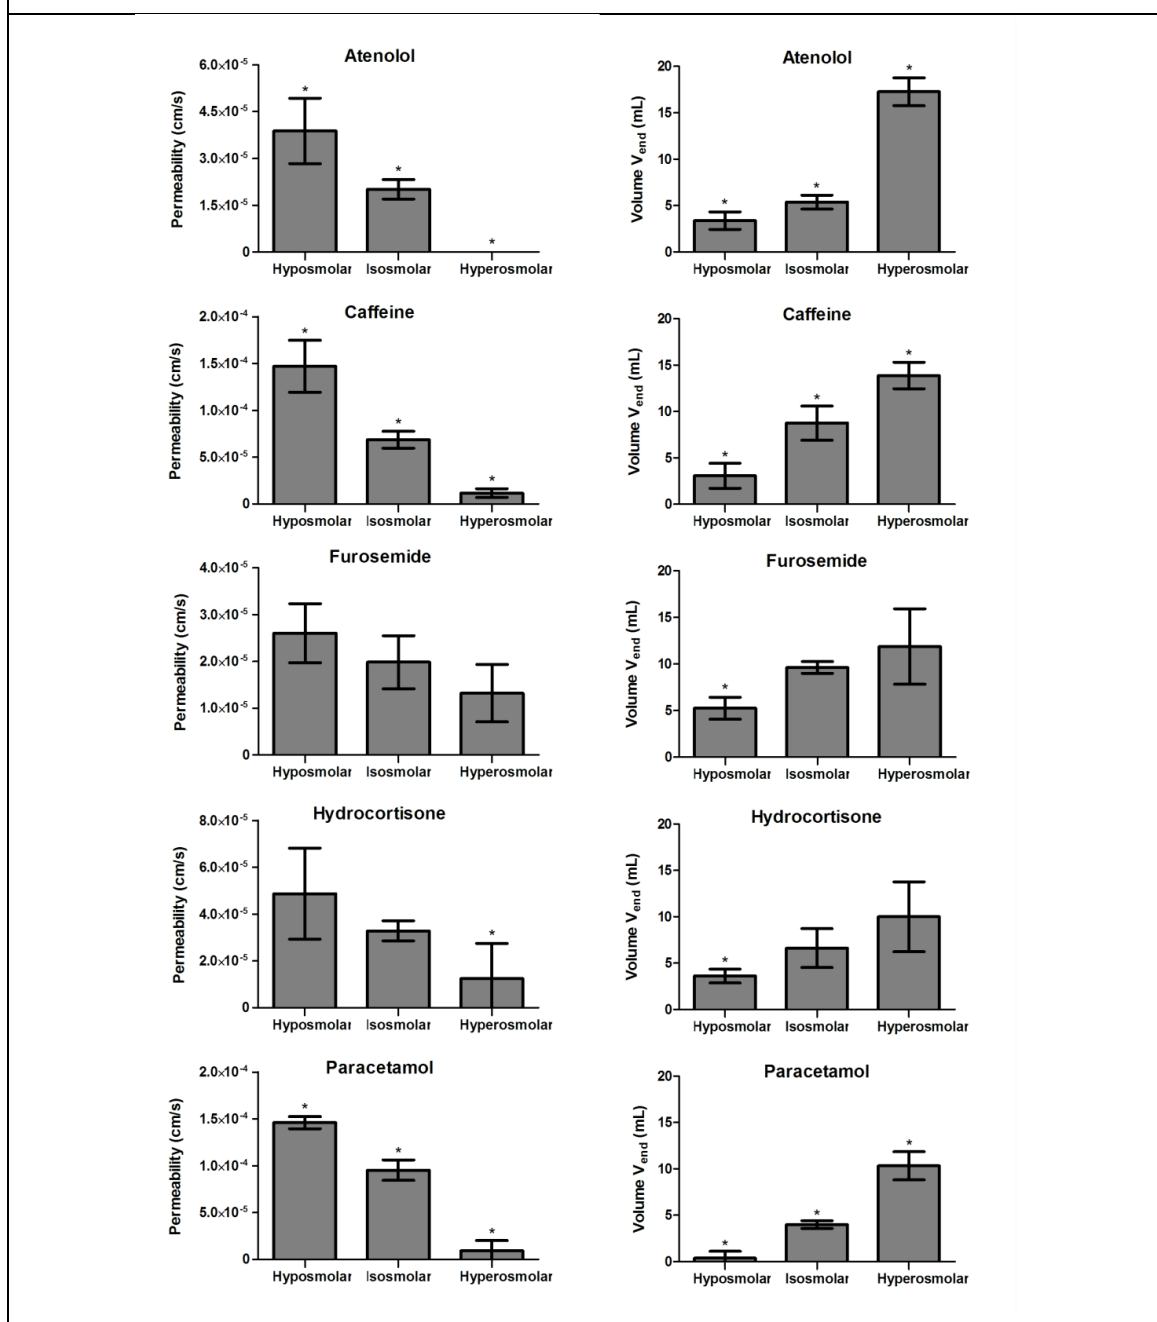 Atenolol
Permeability (cm/s)
6.0×10⁻⁵
4.5×10⁻⁵
3.0×10⁻⁵
1.5×10⁻⁵
0
*
*
*
Hyposmolar Isosmolar Hyperosmolar
Atenolol
Volume Vend (mL)
20
15
10
5
0
*
*
*
Hyposmolar Isosmolar Hyperosmolar
Caffeine
Permeability (cm/s)
2.0×10⁻⁴
1.5×10⁻⁴
1.0×10⁻⁴
5.0×10⁻⁵
0
*
*
*
Hyposmolar Isosmolar Hyperosmolar
Caffeine
Volume Vend (mL)
20
15
10
5
0
*
*
*
Hyposmolar Isosmolar Hyperosmolar
Furosemide
Permeability (cm/s)
4.0×10⁻⁵
3.0×10⁻⁵
2.0×10⁻⁵
1.0×10⁻⁵
0
Hyposmolar Isosmolar Hyperosmolar
Furosemide
Volume Vend (mL)
20
15
10
5
0
*
Hyposmolar Isosmolar Hyperosmolar
Hydrocortisone
Permeability (cm/s)
8.0×10⁻⁵
6.0×10⁻⁵
4.0×10⁻⁵
2.0×10⁻⁵
0
*
Hyposmolar Isosmolar Hyperosmolar
Hydrocortisone
Volume Vend (mL)
20
15
10
5
0
*
Hyposmolar Isosmolar Hyperosmolar
Paracetamol
Permeability (cm/s)
2.0×10⁻⁴
1.5×10⁻⁴
1.0×10⁻⁴
5.0×10⁻⁵
0
*
*
*
Hyposmolar Isosmolar Hyperosmolar
Paracetamol
Volume Vend (mL)
20
15
10
5
0
*
*
*
Hyposmolar Isosmolar Hyperosmolar